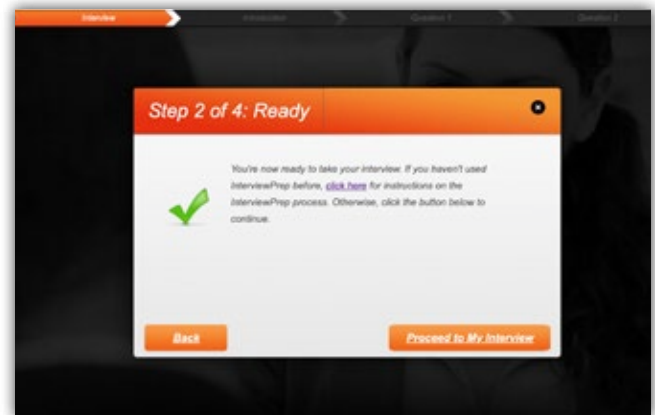 Interview Introduction Question 1 Question 2
Step 2 of 4: Ready
You're now ready to take your interview. If you haven't used
InterviewPrep before, click here for instructions on the
InterviewPrep process. Otherwise, click the button below to
continue.
Back Proceed to My Interview